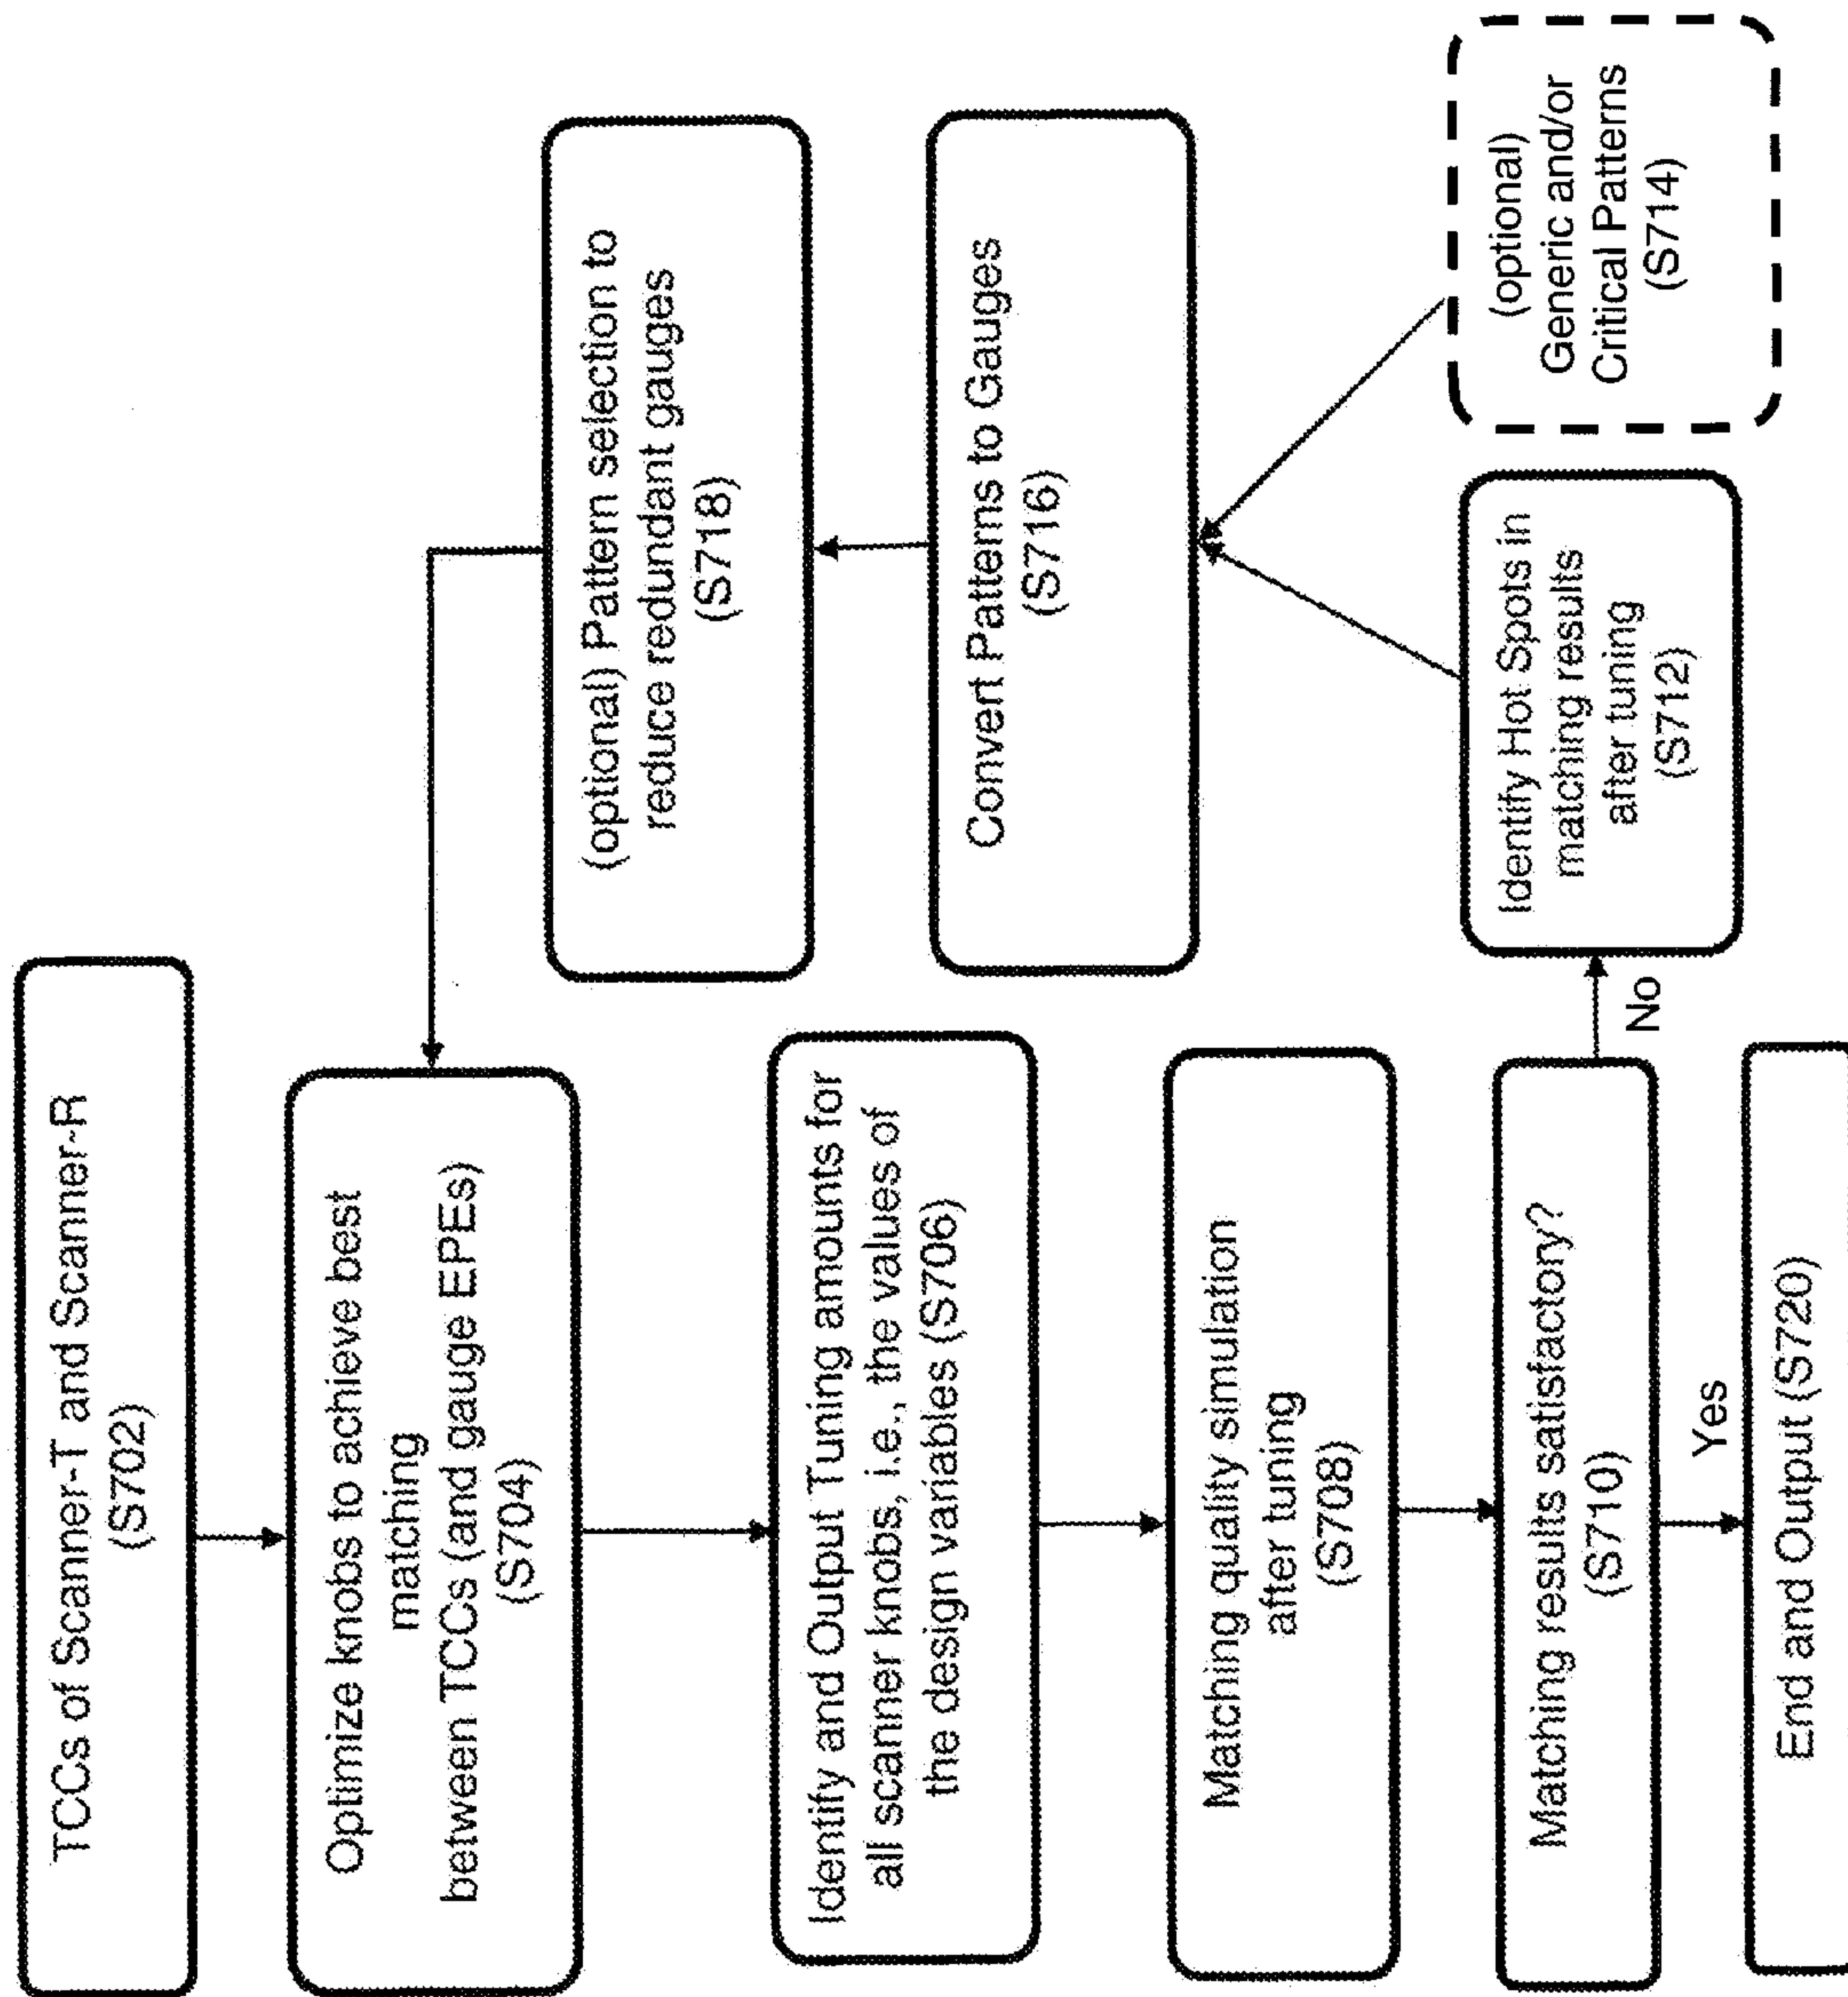 TCCs of Scanner-T and Scanner-R
(S702)
Optimize knobs to achieve best
matching
between TCCs (and gauge EPEs)
(S704)
Identify and Output Tuning amounts for
all scanner knobs, i.e., the values of
the design variables (S706)
Matching quality simulation
after tuning
(S708)
Matching results satisfactory?
(S710)
Yes
No
End and Output (S720)
(optional) Pattern selection to
reduce redundant gauges
(S718)
Convert Patterns to Gauges
(S716)
Identify Hot Spots in
matching results
after tuning
(S712)
(optional)
Generic and/or
Critical Patterns
(S714)